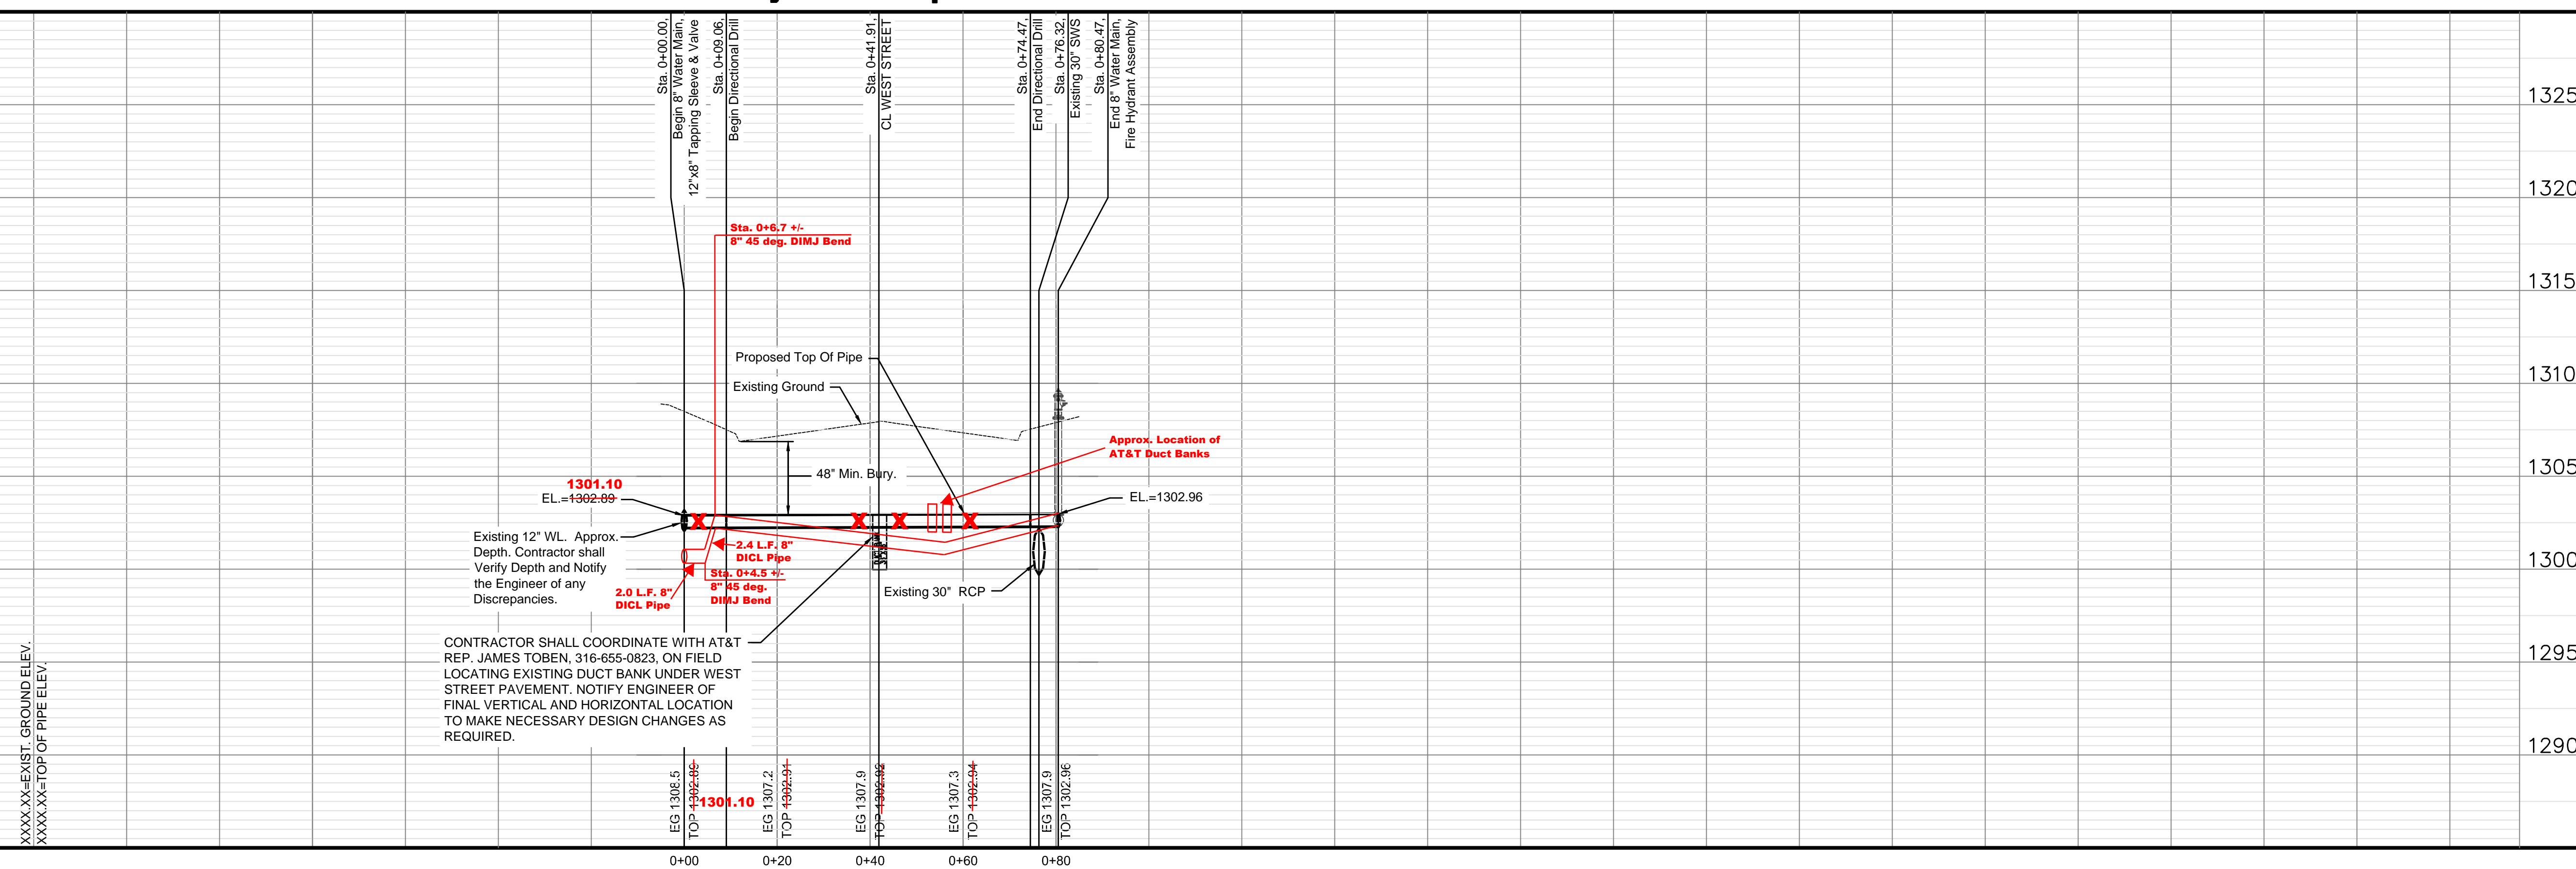 Sta. 0+00.00,
Begin 8" Water Main,
12"x8" Tapping Sleeve & Valve
Sta. 0+09.06,
Begin Directional Drill
Sta. 0+41.91,
CL WEST STREET
Sta. 0+74.47,
End Directional Drill
Sta. 0+76.32,
Existing 30" SWS
Sta. 0+80.47,
End 8" Water Main,
Fire Hydrant Assembly
1325
1320
1315
1310
1305
1300
1295
1290
Sta. 0+6.7 +/-
8" 45 deg. DIMJ Bend
Proposed Top Of Pipe
Existing Ground
Approx. Location of
AT&T Duct Banks
48" Min. Bury.
1301.10
EL.=1302.89
EL.=1302.96
X X X X
Existing 12" WL. Approx.
Depth. Contractor shall
Verify Depth and Notify
the Engineer of any
Discrepancies.
2.4 L.F. 8"
DICL Pipe
Sta. 0+4.5 +/-
8" 45 deg.
DIMJ Bend
2.0 L.F. 8"
DICL Pipe
Existing 30" RCP
CONTRACTOR SHALL COORDINATE WITH AT&T
REP. JAMES TOBEN, 316-655-0823, ON FIELD
LOCATING EXISTING DUCT BANK UNDER WEST
STREET PAVEMENT. NOTIFY ENGINEER OF
FINAL VERTICAL AND HORIZONTAL LOCATION
TO MAKE NECESSARY DESIGN CHANGES AS
REQUIRED.
XXXX.XX=EXIST. GROUND ELEV.
XXXX.XX=TOP OF PIPE ELEV.
EG 1308.5
TOP 1302.89
1301.10
EG 1307.2
TOP 1302.91
EG 1307.9
TOP 1302.92
EG 1307.3
TOP 1302.94
EG 1307.9
TOP 1302.96
0+00
0+20
0+40
0+60
0+80